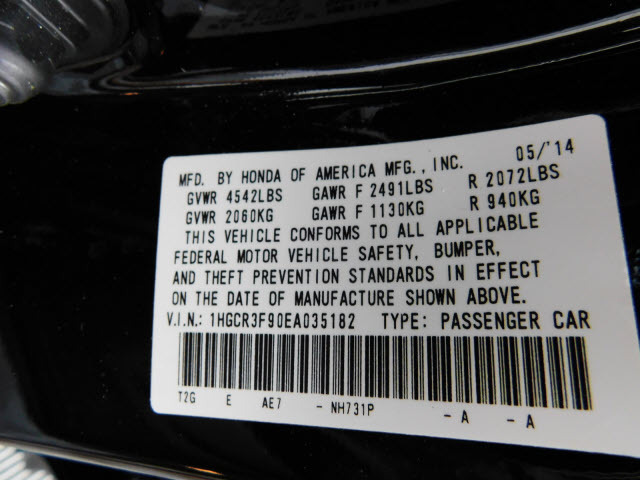 MFD. BY HONDA OF AMERICA MFG., INC. 05/'14
GVWR 4542LBS GAWR F 2491LBS R 2072LBS
GVWR 2060KG GAWR F 1130KG R 940KG
THIS VEHICLE CONFORMS TO ALL APPLICABLE
FEDERAL MOTOR VEHICLE SAFETY, BUMPER,
AND THEFT PREVENTION STANDARDS IN EFFECT
ON THE DATE OF MANUFACTURE SHOWN ABOVE.
V.I.N.: 1HGCR3F90EA035182 TYPE: PASSENGER CAR
T2G E AE7 - NH731P - A - A